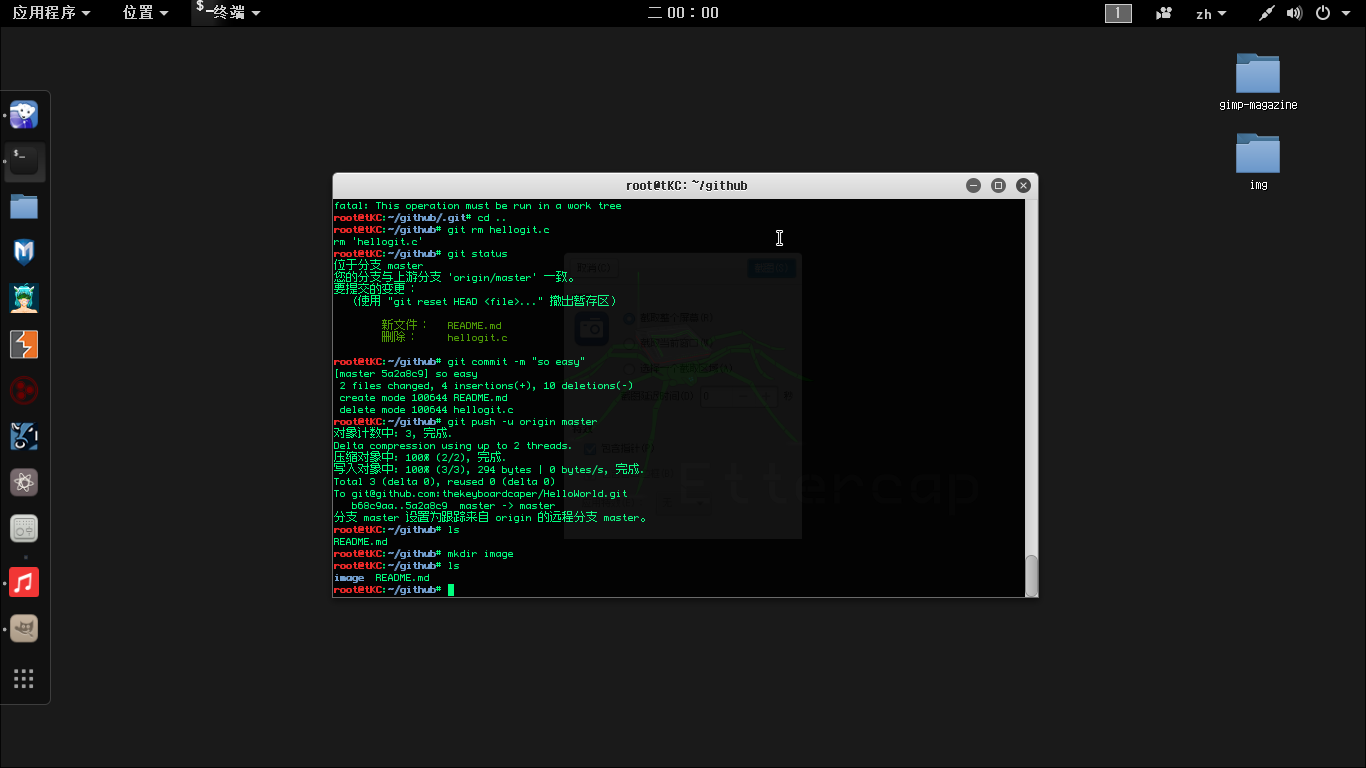 应用程序 位置 终端 二 00：00 1 zh
gimp-magazine
img
root@tKC: ~/github
fatal: This operation must be run in a work tree
root@tKC:~/github/.git# cd ..
root@tKC:~/github# git rm hellogit.c
rm 'hellogit.c'
root@tKC:~/github# git status
位于分支 master
您的分支与上游分支 'origin/master' 一致。
要提交的变更：
（使用 "git reset HEAD <file>..." 撤出暂存区）
新文件： README.md
删除： hellogit.c
root@tKC:~/github# git commit -m "so easy"
[master 5a2a8c9] so easy
2 files changed, 4 insertions(+), 10 deletions(-)
create mode 100644 README.md
delete mode 100644 hellogit.c
root@tKC:~/github# git push -u origin master
对象计数中: 3, 完成.
Delta compression using up to 2 threads.
压缩对象中: 100% (2/2), 完成.
写入对象中: 100% (3/3), 294 bytes | 0 bytes/s, 完成.
Total 3 (delta 0), reused 0 (delta 0)
To git@github.com:thekeyboardcaper/HelloWorld.git
b68c9aa..5a2a8c9 master -> master
分支 master 设置为跟踪来自 origin 的远程分支 master。
root@tKC:~/github# ls
README.md
root@tKC:~/github# mkdir image
root@tKC:~/github# ls
image README.md
root@tKC:~/github#
Ettercap